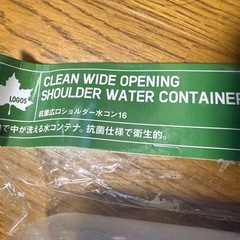 LOGOS
CLEAN WIDE OPENING
SHOULDER WATER CONTAINER
抗菌広口ショルダー水コン16
で中が洗える水コンテナ。抗菌仕様で衛生的。